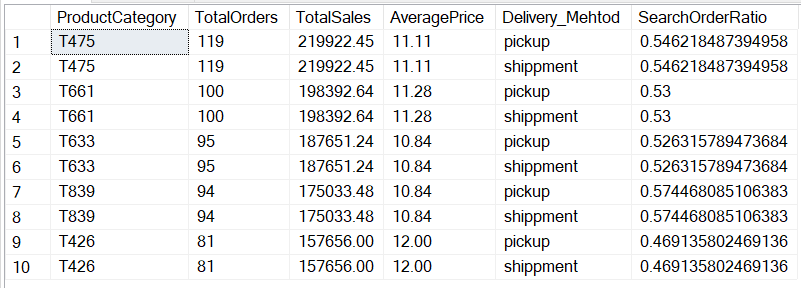 ProductCategory TotalOrders TotalSales AveragePrice Delivery_Mehtod SearchOrderRatio
1 T475 119 219922.45 11.11 pickup 0.546218487394958
2 T475 119 219922.45 11.11 shippment 0.546218487394958
3 T661 100 198392.64 11.28 pickup 0.53
4 T661 100 198392.64 11.28 shippment 0.53
5 T633 95 187651.24 10.84 pickup 0.526315789473684
6 T633 95 187651.24 10.84 shippment 0.526315789473684
7 T839 94 175033.48 10.84 pickup 0.574468085106383
8 T839 94 175033.48 10.84 shippment 0.574468085106383
9 T426 81 157656.00 12.00 pickup 0.469135802469136
10 T426 81 157656.00 12.00 shippment 0.469135802469136